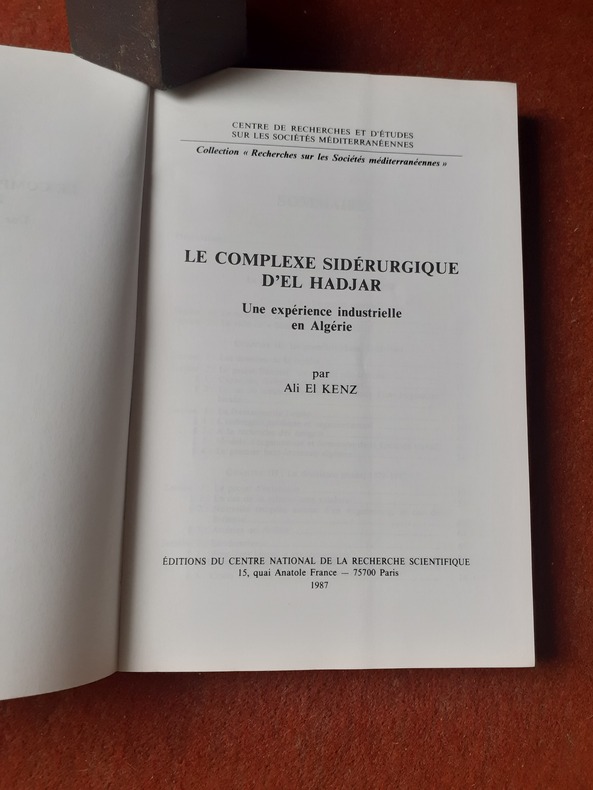 CENTRE DE RECHERCHES ET D'ÉTUDES
SUR LES SOCIÉTÉS MÉDITERRANÉENNES
Collection « Recherches sur les Sociétés méditerranéennes »
LE COMPLEXE SIDÉRURGIQUE
D'EL HADJAR
Une expérience industrielle
en Algérie
par
Ali El KENZ
ÉDITIONS DU CENTRE NATIONAL DE LA RECHERCHE SCIENTIFIQUE
15, quai Anatole France — 75700 Paris
1987